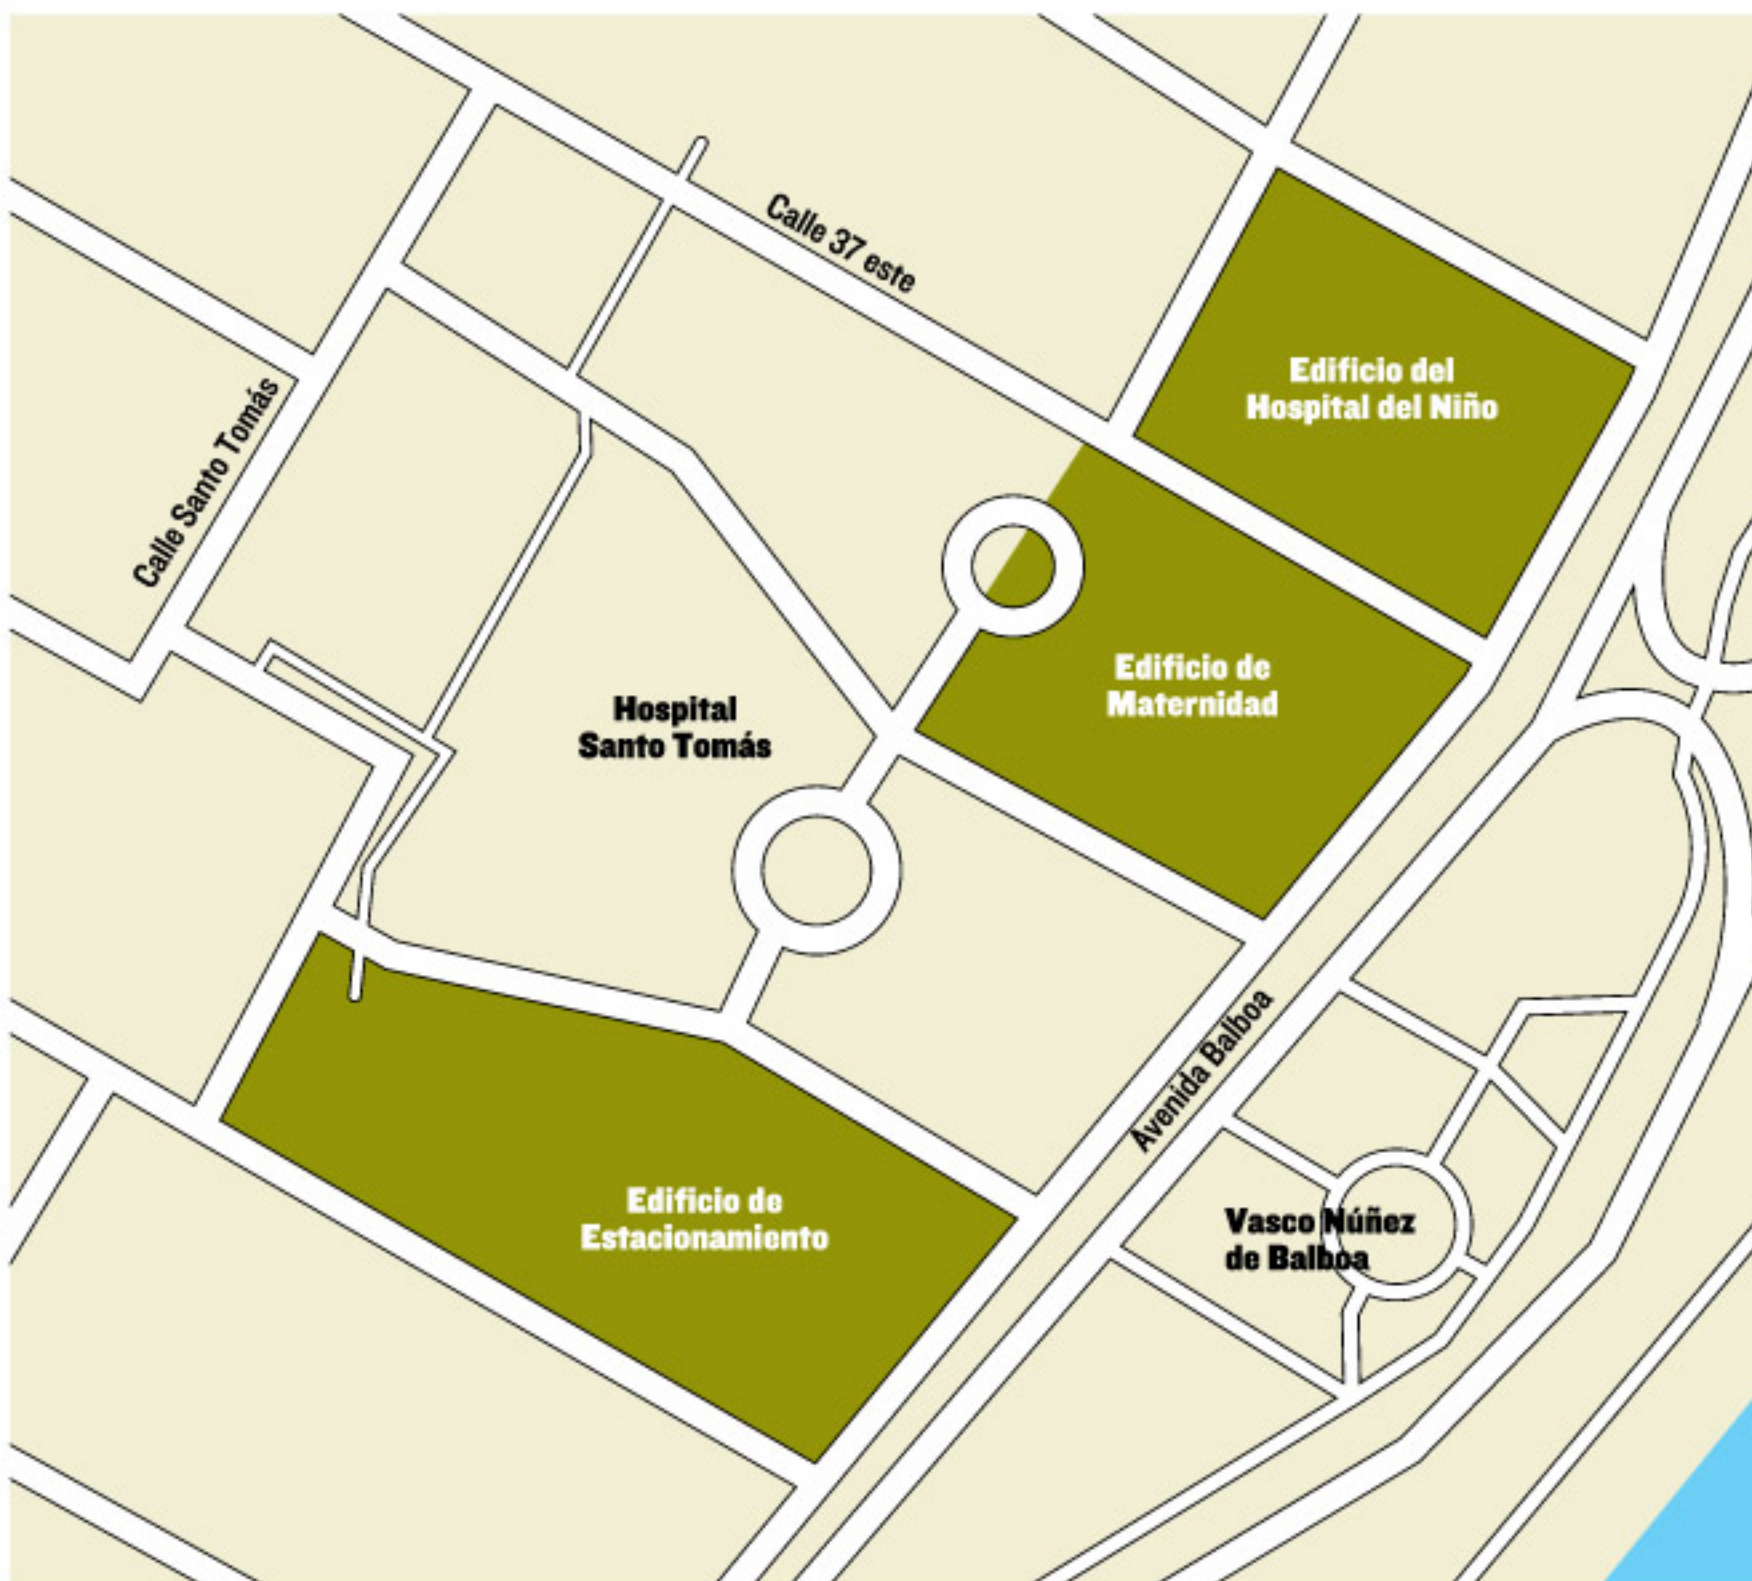 Calle 37 este
Edificio del
Hospital del Niño
Calle Santo Tomás
Edificio de
Maternidad
Hospital
Santo Tomás
Avenida Balboa
Edificio de
Estacionamiento
Vasco Núñez
de Balboa